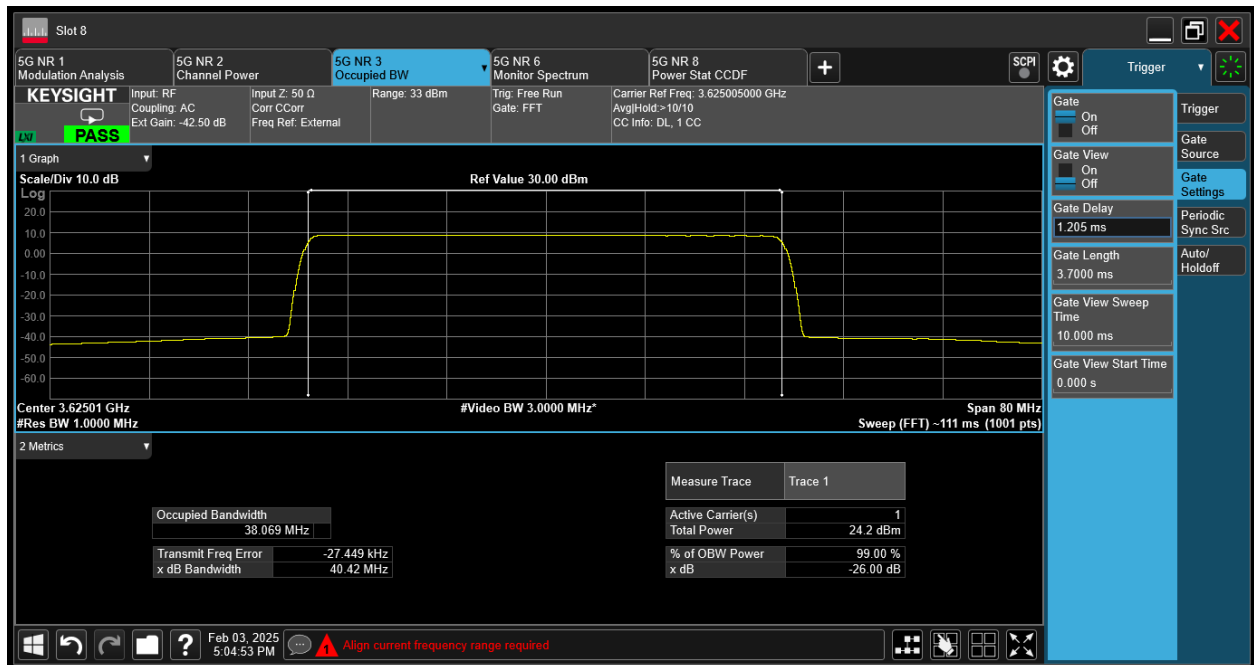 Slot 8
5G NR 1
Modulation Analysis
5G NR 2
Channel Power
5G NR 3
Occupied BW
5G NR 6
Monitor Spectrum
5G NR 8
Power Stat CCDF
SCPI
Trigger
KEYSIGHT
LXI
PASS
Input: RF
Coupling: AC
Ext Gain: -42.50 dB
Input Z: 50 Ω
Corr CCorr
Freq Ref: External
Range: 33 dBm
Trig: Free Run
Gate: FFT
Carrier Ref Freq: 3.625005000 GHz
Avg|Hold:>10/10
CC Info: DL, 1 CC
1 Graph
Scale/Div 10.0 dB
Ref Value 30.00 dBm
Log
20.0
10.0
0.00
-10.0
-20.0
-30.0
-40.0
-50.0
-60.0
Center 3.62501 GHz
#Video BW 3.0000 MHz*
Span 80 MHz
#Res BW 1.0000 MHz
Sweep (FFT) ~111 ms (1001 pts)
2 Metrics
Measure Trace Trace 1
Occupied Bandwidth
38.069 MHz
Active Carrier(s) 1
Total Power 24.2 dBm
Transmit Freq Error -27.449 kHz
x dB Bandwidth 40.42 MHz
% of OBW Power 99.00 %
x dB -26.00 dB
Gate
On
Off
Gate View
On
Off
Gate Delay
1.205 ms
Gate Length
3.7000 ms
Gate View Sweep
Time
10.000 ms
Gate View Start Time
0.000 s
Trigger
Gate
Source
Gate
Settings
Periodic
Sync Src
Auto/
Holdoff
?
Feb 03, 2025
5:04:53 PM
1
Align current frequency range required